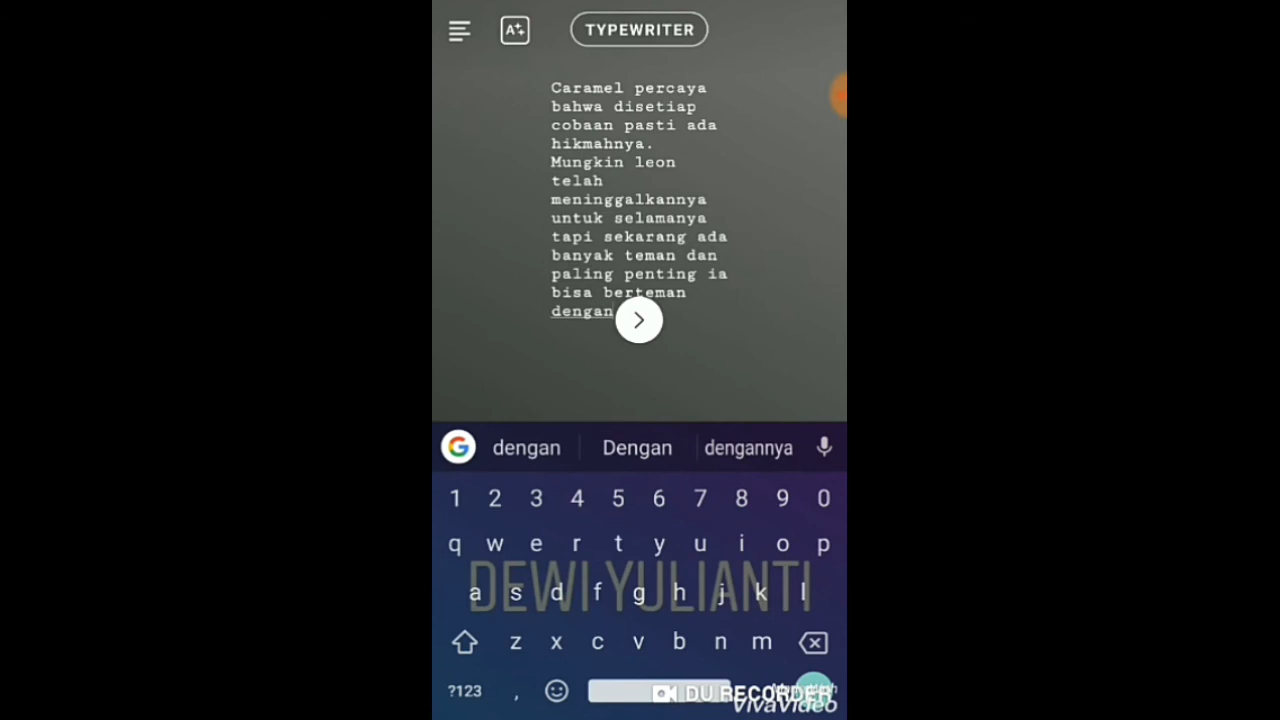 TYPEWRITER
Caramel percaya
bahwa disetiap
cobaan pasti ada
hikmahnya.
Mungkin leon
telah
meninggalkannya
untuk selamanya
tapi sekarang ada
banyak teman dan
paling penting ia
bisa berteman
dengan
dengan Dengan dengannya
1 2 3 4 5 6 7 8 9 0
q w e r t y u i o p
DEWI YULIANTI
a s d f g h j k l
z x c v b n m
?123 ,
DU RECORDER
VivaVideo